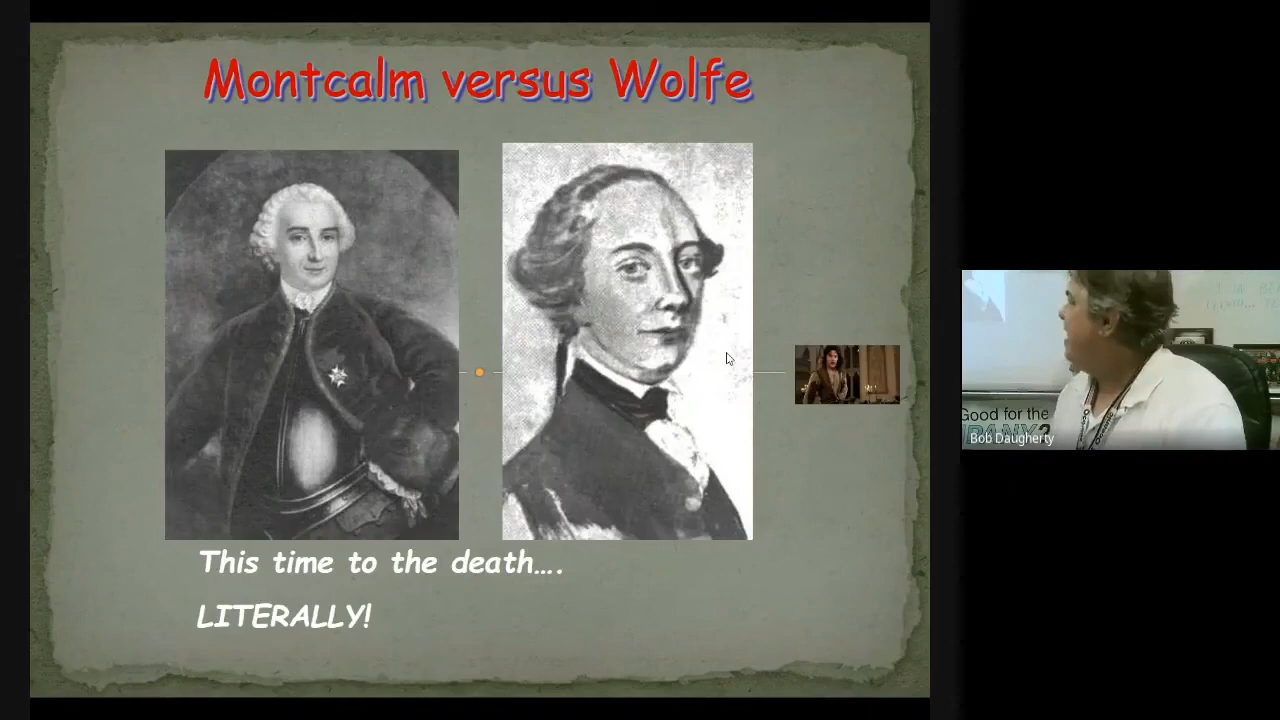 Montcalm versus Wolfe
This time to the death….
LITERALLY!
Good for the
Bob Daugherty